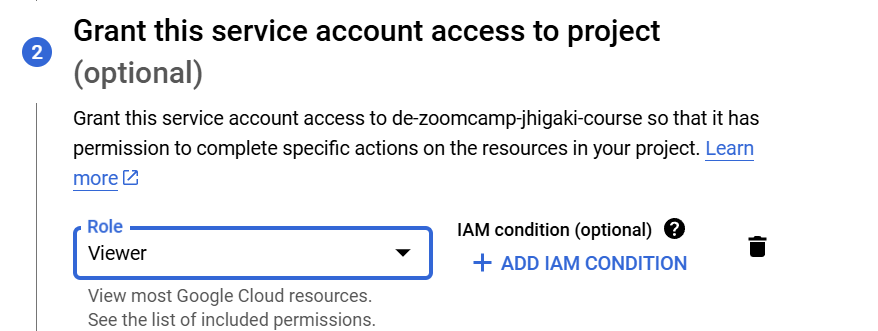 2
Grant this service account access to project
(optional)
Grant this service account access to de-zoomcamp-jhigaki-course so that it has
permission to complete specific actions on the resources in your project. Learn
more
Role
Viewer
IAM condition (optional)
?
+ ADD IAM CONDITION
View most Google Cloud resources.
See the list of included permissions.